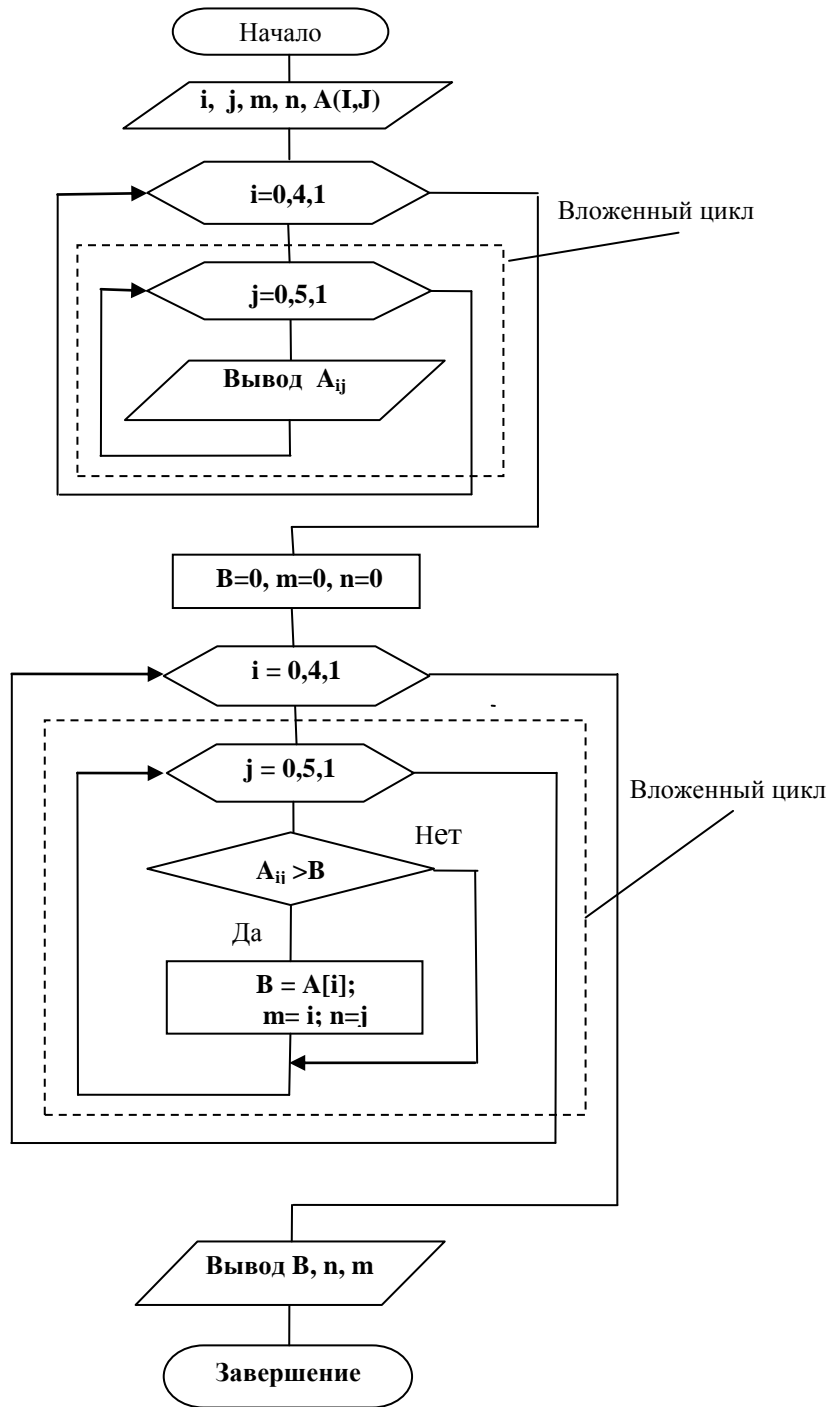 Начало
i, j, m, n, A(I,J)
i=0,4,1
Вложенный цикл
j=0,5,1
Вывод Aij
B=0, m=0, n=0
i = 0,4,1
j = 0,5,1
Вложенный цикл
Нет
Aij >B
Да
B = A[i];
m= i; n=j
Вывод B, n, m
Завершение